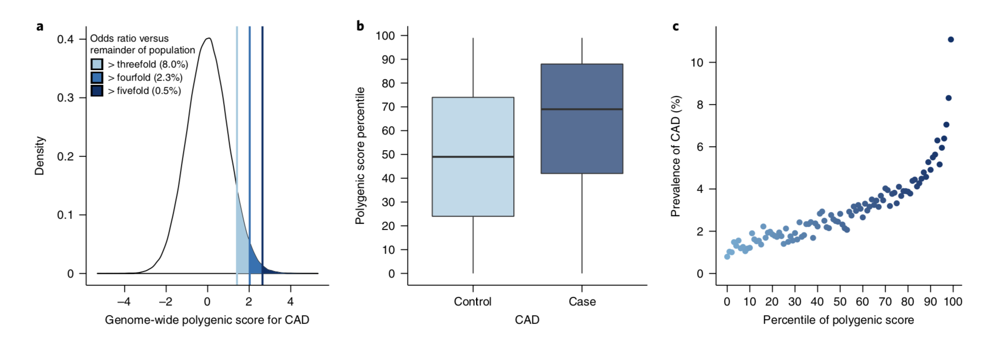 a
Odds ratio versus
remainder of population
> threefold (8.0%)
> fourfold (2.3%)
> fivefold (0.5%)
0.4
0.3
0.2
0.1
0
Density
–4 –2 0 2 4
Genome-wide polygenic score for CAD
b
100
90
80
70
60
50
40
30
20
10
0
Polygenic score percentile
Control Case
CAD
c
10
8
6
4
2
0
Prevalence of CAD (%)
0 10 20 30 40 50 60 70 80 90 100
Percentile of polygenic score